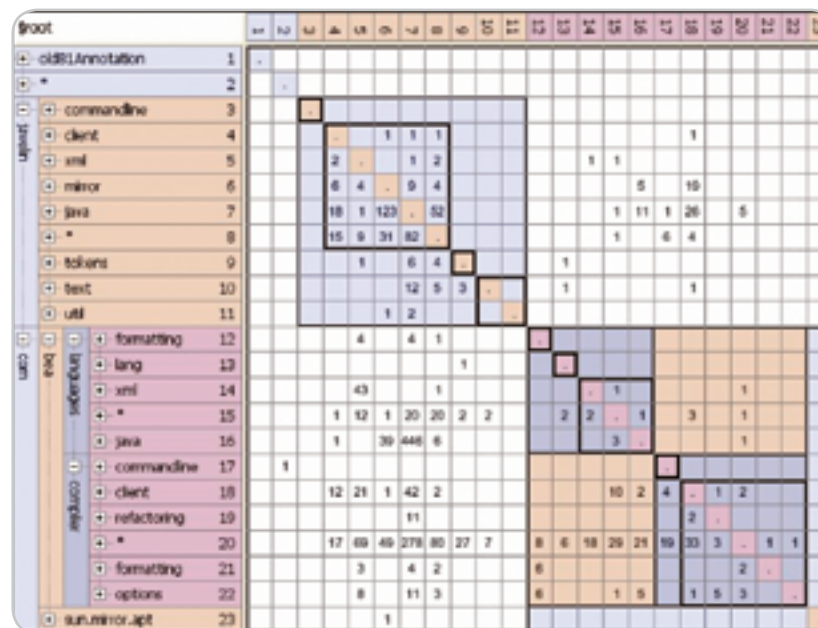 $root 1 2 3 4 5 6 7 8 9 10 11 12 13 14 15 16 17 18 19 20 21 22
oldB1Annotation 1 .
* 2 .
javelin
commandline 3 .
client 4 . 1 1 1 1
xml 5 2 . 1 2 1 1
mirror 6 6 4 . 9 4 5 19
java 7 18 1 123 . 52 1 11 1 26 5
* 8 15 9 31 82 . 1 6 4
tokens 9 1 6 4 . 1
text 10 12 5 3 . 1 1
util 11 1 2 .
com
bea
languages
formatting 12 4 4 1 .
lang 13 1 .
xml 14 43 1 . 1 1
* 15 1 12 1 20 20 2 2 2 2 . 1 3 1
java 16 1 39 446 6 3 . 1
compiler
commandline 17 1 .
client 18 12 21 1 42 2 10 2 4 . 1 2
refactoring 19 11 2 .
* 20 17 69 49 278 80 27 7 8 6 18 29 21 19 33 3 . 1 1
formatting 21 3 4 2 6 2 .
options 22 8 11 3 6 1 5 1 5 3 .
sun.mirror.apt 23 1